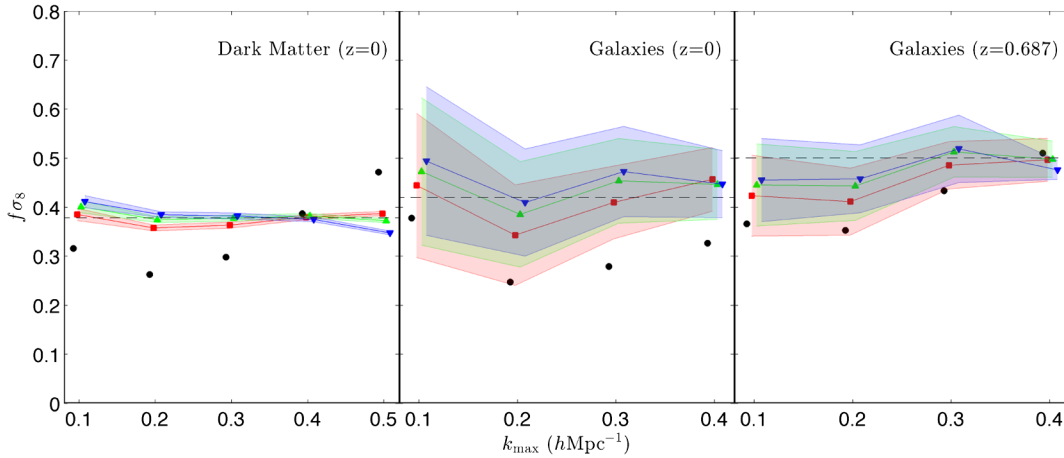 Dark Matter (z=0)
Galaxies (z=0)
Galaxies (z=0.687)
fσ₈
0.8
0.7
0.6
0.5
0.4
0.3
0.2
0.1
0
0.1 0.2 0.3 0.4 0.5
0.1 0.2 0.3 0.4
0.1 0.2 0.3 0.4
k_max (hMpc⁻¹)